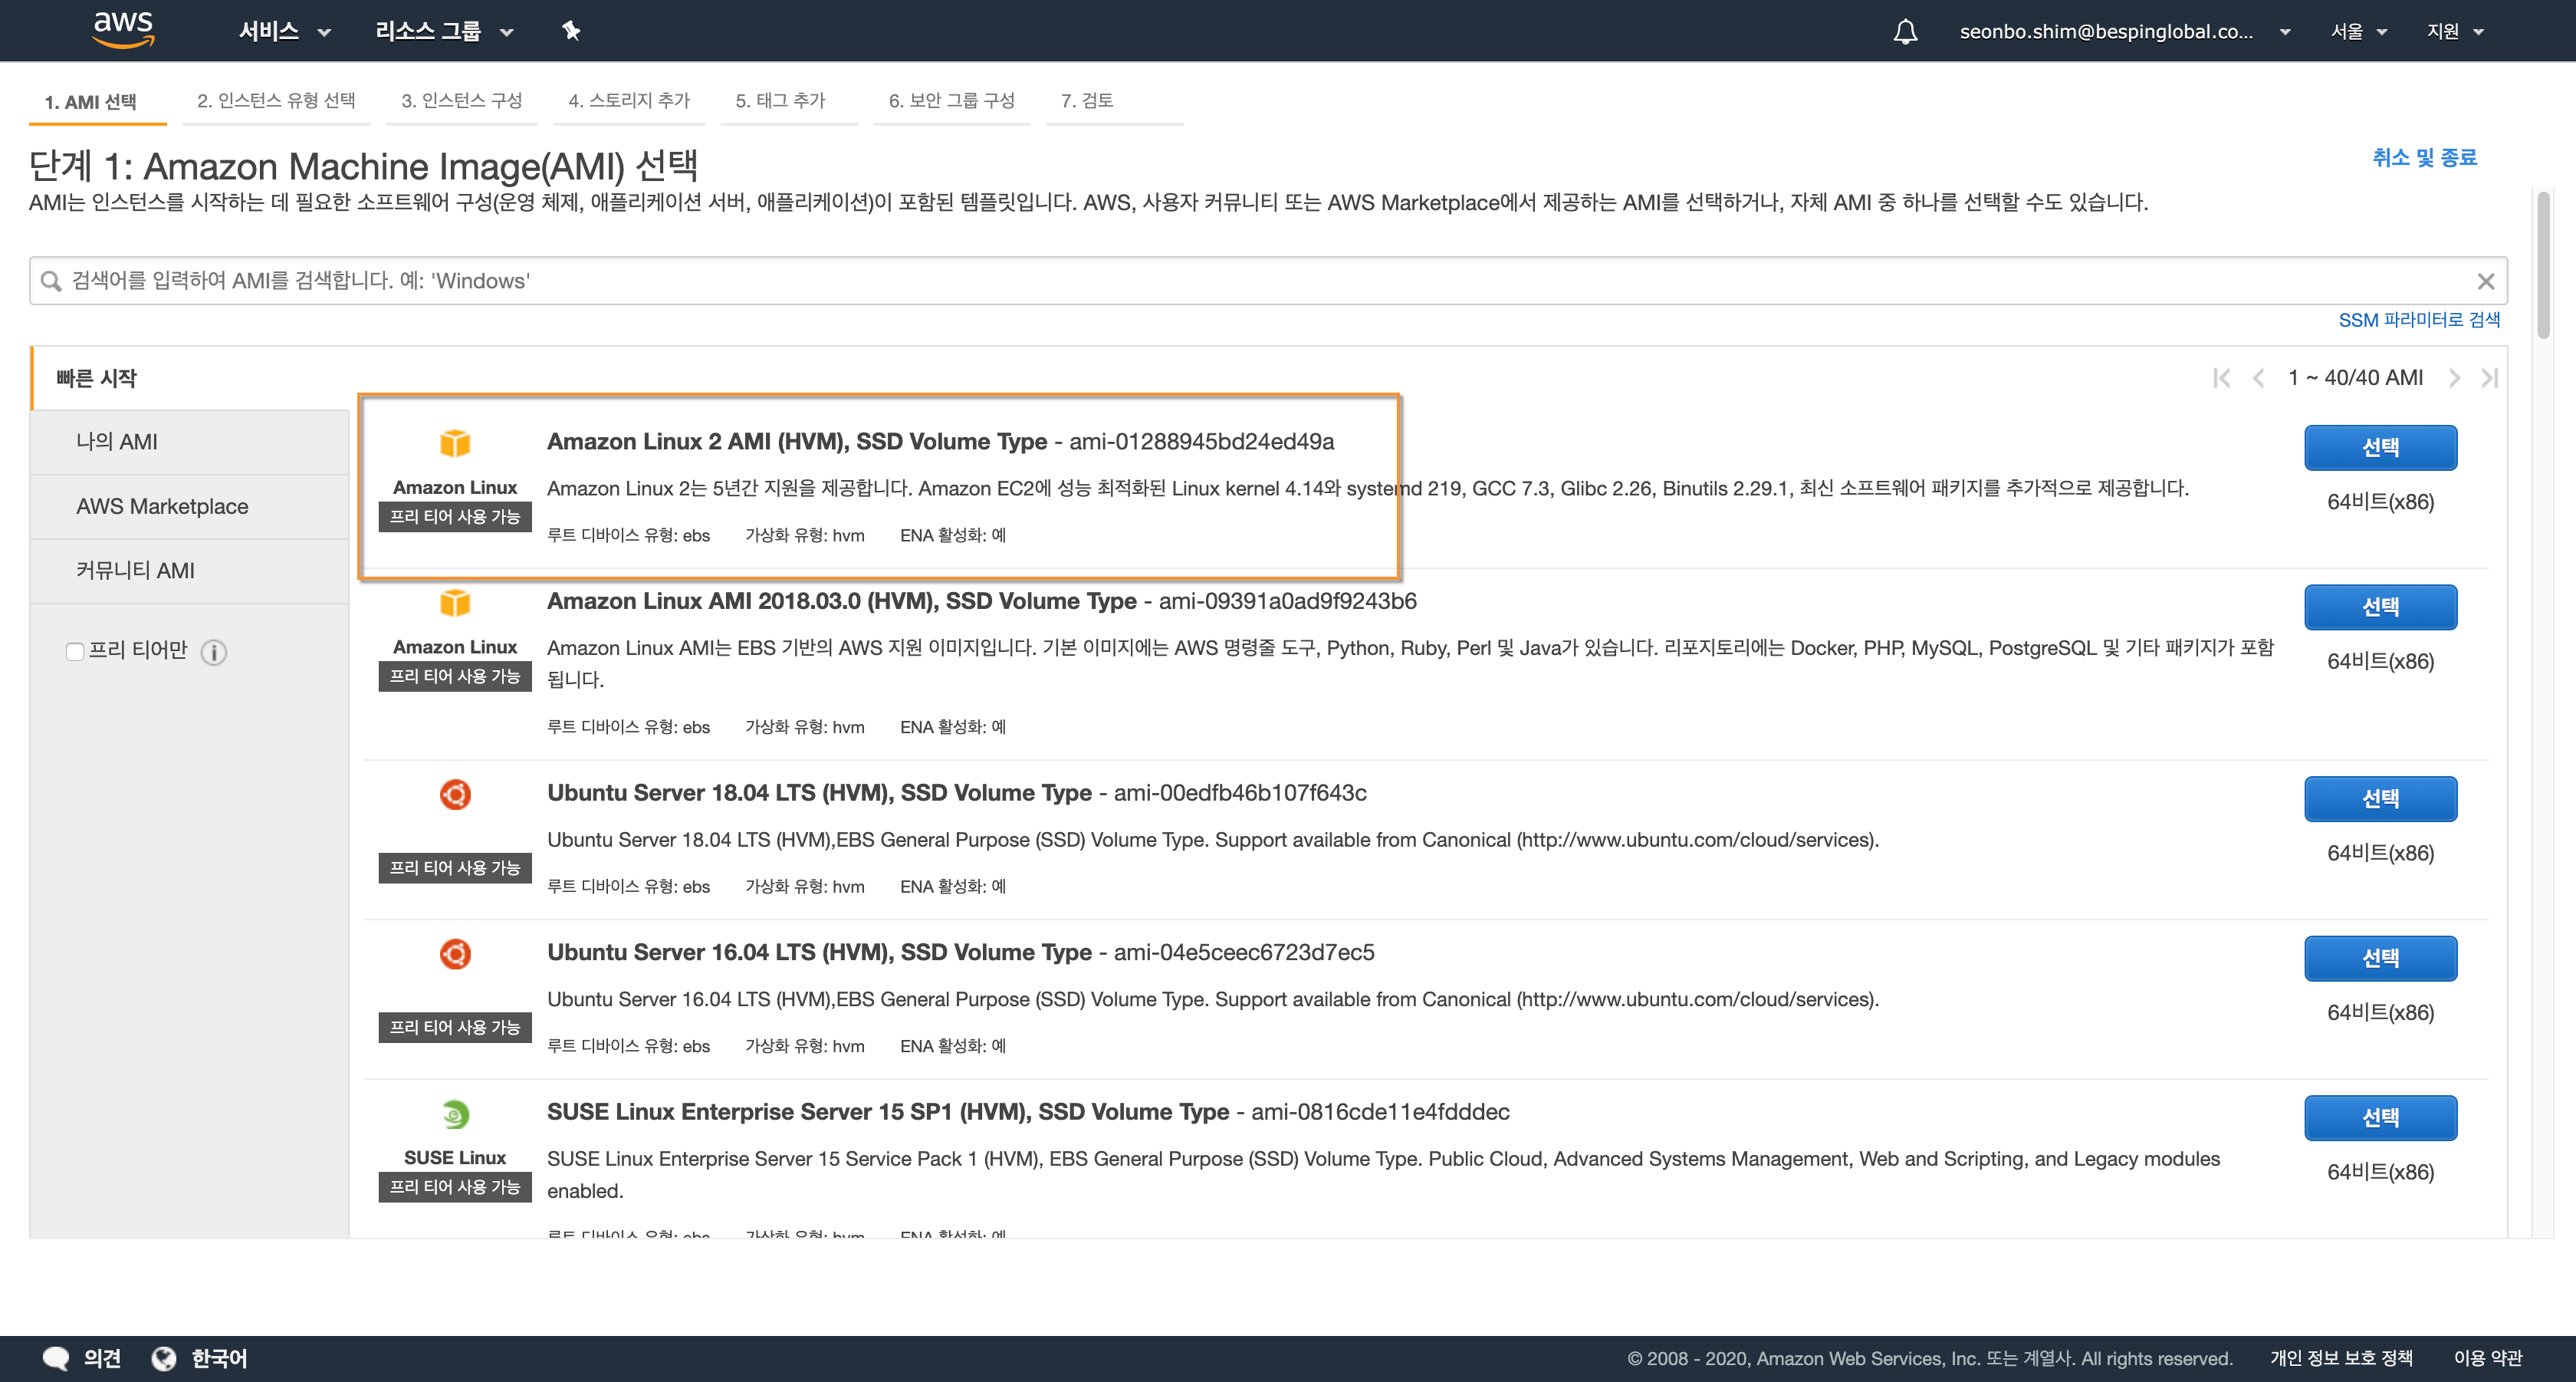 aws
서비스
리소스 그룹
seonbo.shim@bespinglobal.co...
서울
지원
1. AMI 선택
2. 인스턴스 유형 선택
3. 인스턴스 구성
4. 스토리지 추가
5. 태그 추가
6. 보안 그룹 구성
7. 검토
단계 1: Amazon Machine Image(AMI) 선택
취소 및 종료
AMI는 인스턴스를 시작하는 데 필요한 소프트웨어 구성(운영 체제, 애플리케이션 서버, 애플리케이션)이 포함된 템플릿입니다. AWS, 사용자 커뮤니티 또는 AWS Marketplace에서 제공하는 AMI를 선택하거나, 자체 AMI 중 하나를 선택할 수도 있습니다.
검색어를 입력하여 AMI를 검색합니다. 예: 'Windows'
SSM 파라미터로 검색
빠른 시작
나의 AMI
AWS Marketplace
커뮤니티 AMI
프리 티어만
1 ~ 40/40 AMI
Amazon Linux 2 AMI (HVM), SSD Volume Type - ami-01288945bd24ed49a
Amazon Linux
프리 티어 사용 가능
Amazon Linux 2는 5년간 지원을 제공합니다. Amazon EC2에 성능 최적화된 Linux kernel 4.14와 systemd 219, GCC 7.3, Glibc 2.26, Binutils 2.29.1, 최신 소프트웨어 패키지를 추가적으로 제공합니다.
루트 디바이스 유형: ebs 가상화 유형: hvm ENA 활성화: 예
선택
64비트(x86)
Amazon Linux AMI 2018.03.0 (HVM), SSD Volume Type - ami-09391a0ad9f9243b6
Amazon Linux
프리 티어 사용 가능
Amazon Linux AMI는 EBS 기반의 AWS 지원 이미지입니다. 기본 이미지에는 AWS 명령줄 도구, Python, Ruby, Perl 및 Java가 있습니다. 리포지토리에는 Docker, PHP, MySQL, PostgreSQL 및 기타 패키지가 포함
됩니다.
루트 디바이스 유형: ebs 가상화 유형: hvm ENA 활성화: 예
선택
64비트(x86)
Ubuntu Server 18.04 LTS (HVM), SSD Volume Type - ami-00edfb46b107f643c
프리 티어 사용 가능
Ubuntu Server 18.04 LTS (HVM),EBS General Purpose (SSD) Volume Type. Support available from Canonical (http://www.ubuntu.com/cloud/services).
루트 디바이스 유형: ebs 가상화 유형: hvm ENA 활성화: 예
선택
64비트(x86)
Ubuntu Server 16.04 LTS (HVM), SSD Volume Type - ami-04e5ceec6723d7ec5
프리 티어 사용 가능
Ubuntu Server 16.04 LTS (HVM),EBS General Purpose (SSD) Volume Type. Support available from Canonical (http://www.ubuntu.com/cloud/services).
루트 디바이스 유형: ebs 가상화 유형: hvm ENA 활성화: 예
선택
64비트(x86)
SUSE Linux Enterprise Server 15 SP1 (HVM), SSD Volume Type - ami-0816cde11e4fdddec
SUSE Linux
프리 티어 사용 가능
SUSE Linux Enterprise Server 15 Service Pack 1 (HVM), EBS General Purpose (SSD) Volume Type. Public Cloud, Advanced Systems Management, Web and Scripting, and Legacy modules
enabled.
루트 디바이스 유형: ebs 가상화 유형: hvm ENA 활성화: 예
선택
64비트(x86)
의견
한국어
© 2008 - 2020, Amazon Web Services, Inc. 또는 계열사. All rights reserved.
개인 정보 보호 정책
이용 약관